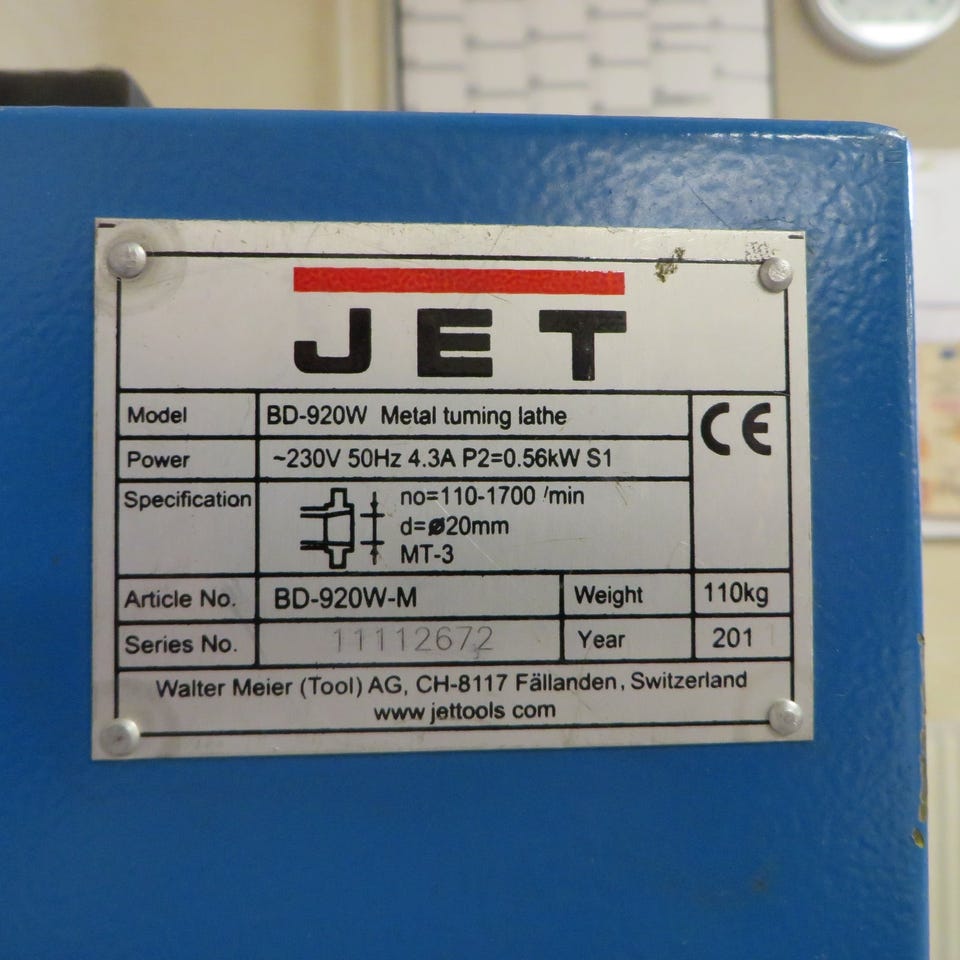 JET
Model BD-920W Metal tuming lathe
Power ~230V 50Hz 4.3A P2=0.56kW S1
CE
Specification no=110-1700 /min
d=ø20mm
MT-3
Article No. BD-920W-M Weight 110kg
Series No. 11112672 Year 201
Walter Meier (Tool) AG, CH-8117 Fällanden, Switzerland
www jettools com